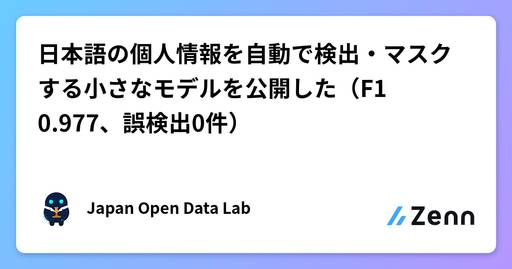 日本語の個人情報を自動で検出・マスク
する小さなモデルを公開した（F1
0.977、誤検出0件）
Japan Open Data Lab
Zenn